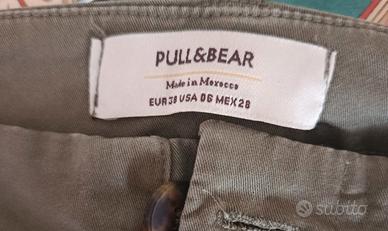 PULL&BEAR
Made in Morocco
EUR 38 USA 06 MEX 28
subito